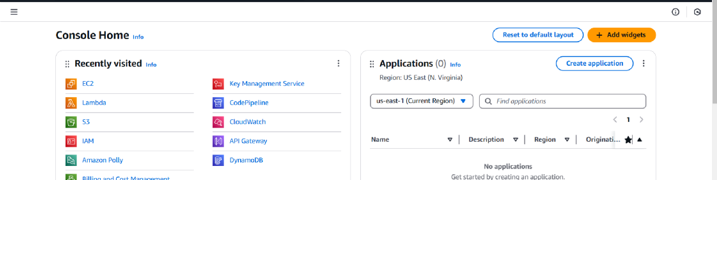 Console Home Info
Reset to default layout
Add widgets
Recently visited Info
EC2
Lambda
S3
IAM
Amazon Polly
Billing and Cost Management
Key Management Service
CodePipeline
CloudWatch
API Gateway
DynamoDB
Applications (0) Info
Region: US East (N. Virginia)
Create application
us-east-1 (Current Region)
Find applications
1
Name Description Region Originati...
No applications
Get started by creating an application.